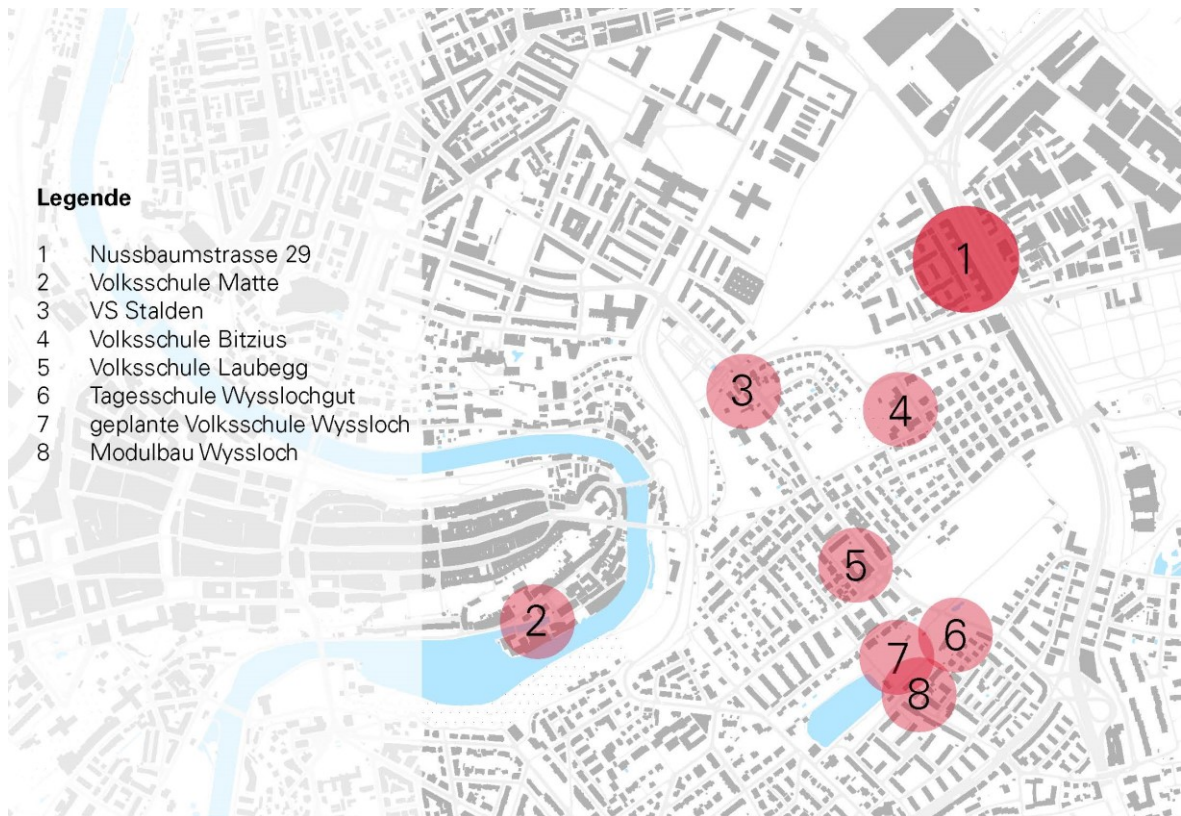 Legende
1 Nussbaumstrasse 29
2 Volksschule Matte
3 VS Stalden
4 Volksschule Bitzius
5 Volksschule Laubegg
6 Tagesschule Wysslochgut
7 geplante Volksschule Wyssloch
8 Modulbau Wyssloch
1
3
4
5
2
6
7
8